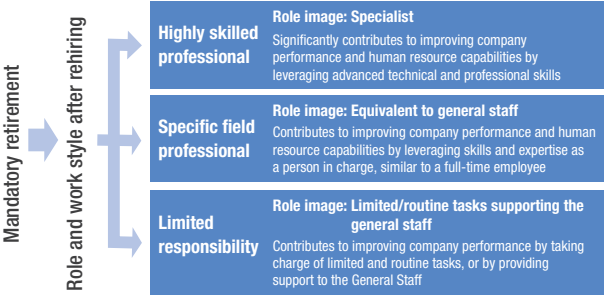 Mandatory retirement
Role and work style after rehiring
Highly skilled
professional
Role image: Specialist
Significantly contributes to improving company
performance and human resource capabilities by
leveraging advanced technical and professional skills
Specific field
professional
Role image: Equivalent to general staff
Contributes to improving company performance and human
resource capabilities by leveraging skills and expertise as
a person in charge, similar to a full-time employee
Limited
responsibility
Role image: Limited/routine tasks supporting the
general staff
Contributes to improving company performance by taking
charge of limited and routine tasks, or by providing
support to the General Staff